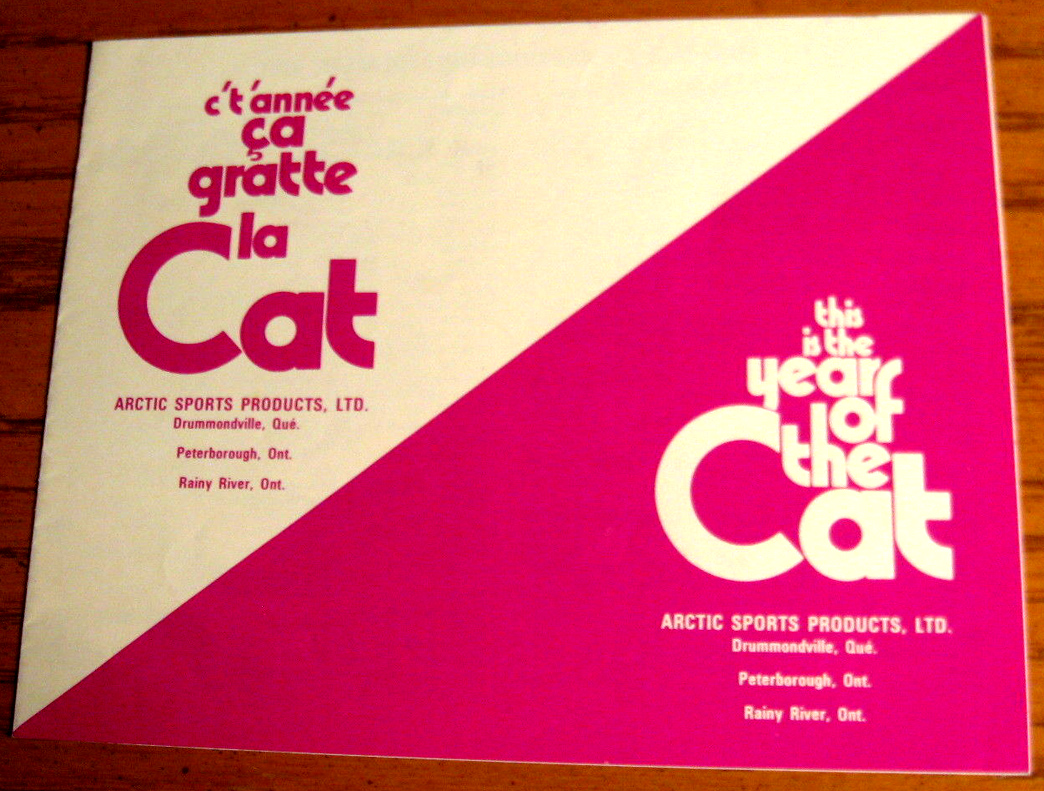 c't'année
ça
gratte
la
Cat
ARCTIC SPORTS PRODUCTS, LTD.
Drummondville, Qué.
Peterborough, Ont.
Rainy River, Ont.
this
is the
year
of
the
Cat
ARCTIC SPORTS PRODUCTS, LTD.
Drummondville, Qué.
Peterborough, Ont.
Rainy River, Ont.